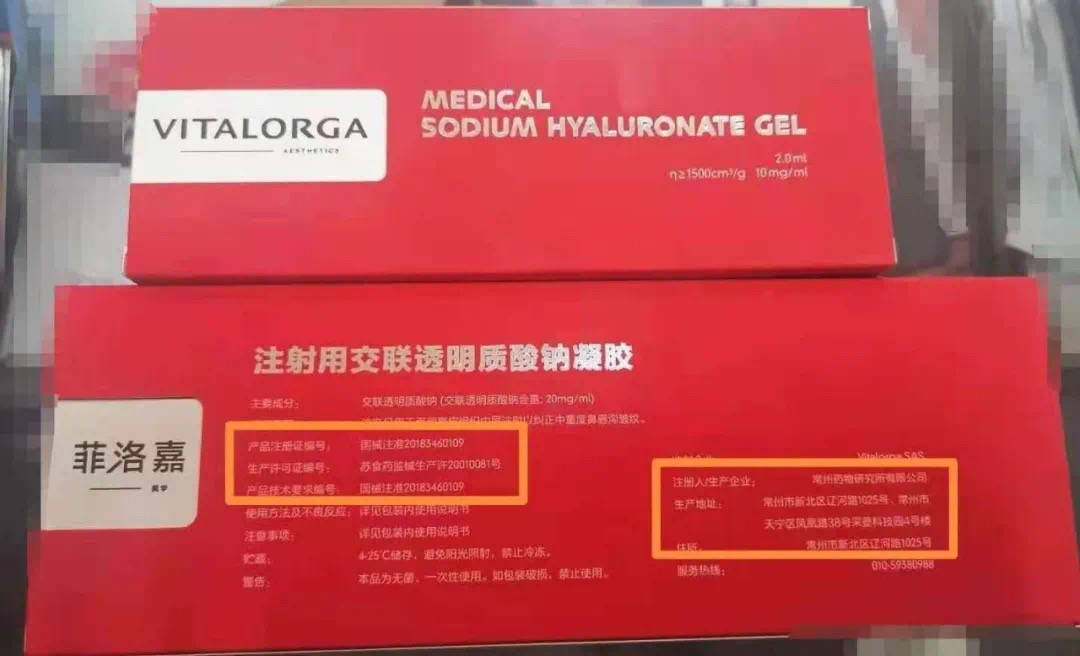 VITALORGA
AESTHETICS
MEDICAL
SODIUM HYALURONATE GEL
2.0ml
η≥1500cm³/g 10mg/ml
注射用交联透明质酸钠凝胶
菲洛嘉
美学
主要成分： 交联透明质酸钠 (交联透明质酸钠含量: 20mg/ml)
以纠正中重度鼻唇沟皱纹。
产品注册证编号： 国械注准20183460109
生产许可证编号： 苏食药监械生产许20010081号
产品技术要求编号： 国械注准20183460109
使用方法及不良反应： 详见包装内使用说明书
注意事项： 详见包装内使用说明书
贮藏： 4-25℃储存，避免阳光照射，禁止冷冻。
警告： 本品为无菌，一次性使用。如包装破损，禁止使用。
Vitalorga SAS
注册人/生产企业： 常州药物研究所有限公司
生产地址： 常州市新北区辽河路1025号、常州市
天宁区凤凰路38号采菱科技园4号楼
住所： 常州市新北区辽河路1025号
服务热线： 010-59380988